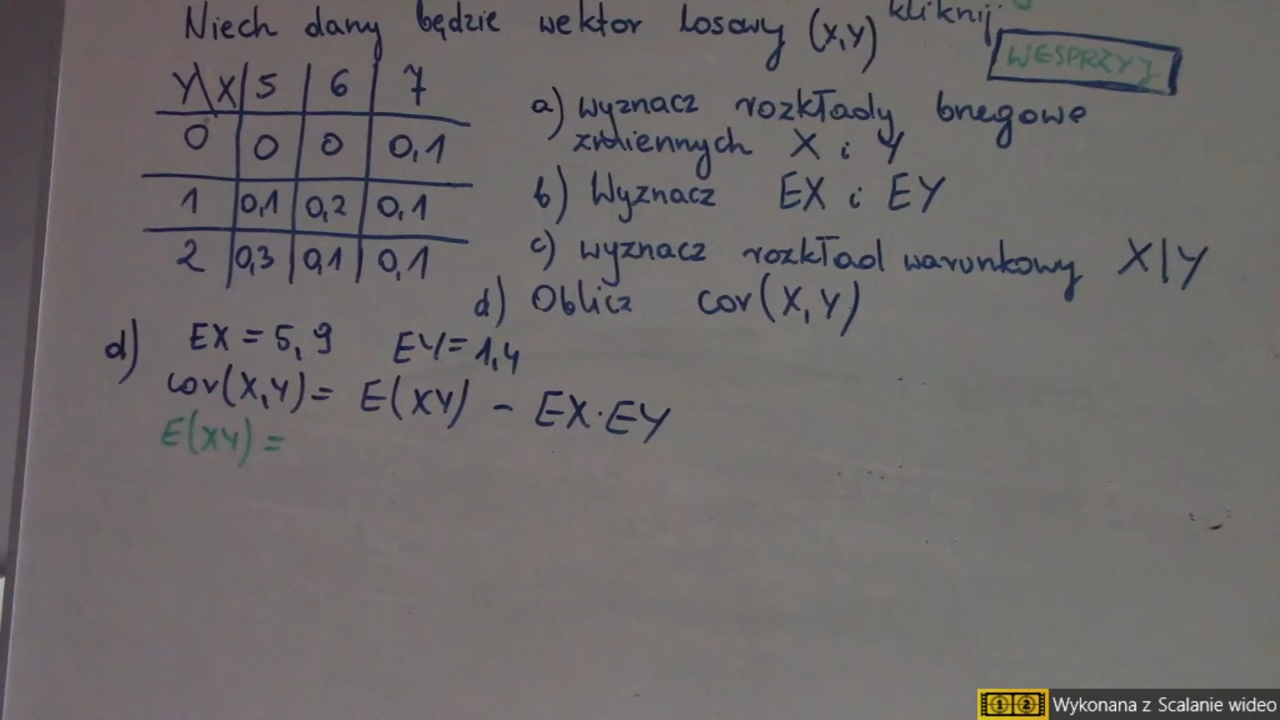 Niech dany będzie wektor losowy (X,Y) kliknij
WESPRZYJ
Y\X 5 6 7
0 0 0 0,1
1 0,1 0,2 0,1
2 0,3 0,1 0,1
a) wyznacz rozkłady bregowe
zmiennych X i Y
b) Wyznacz EX i EY
c) wyznacz rozkład warunkowy X|Y
d) Oblicz cov(X,Y)
d) EX = 5,9 EY = 1,4
cov(X,Y) = E(XY) - EX·EY
E(XY) =
Wykonana z Scalanie wideo